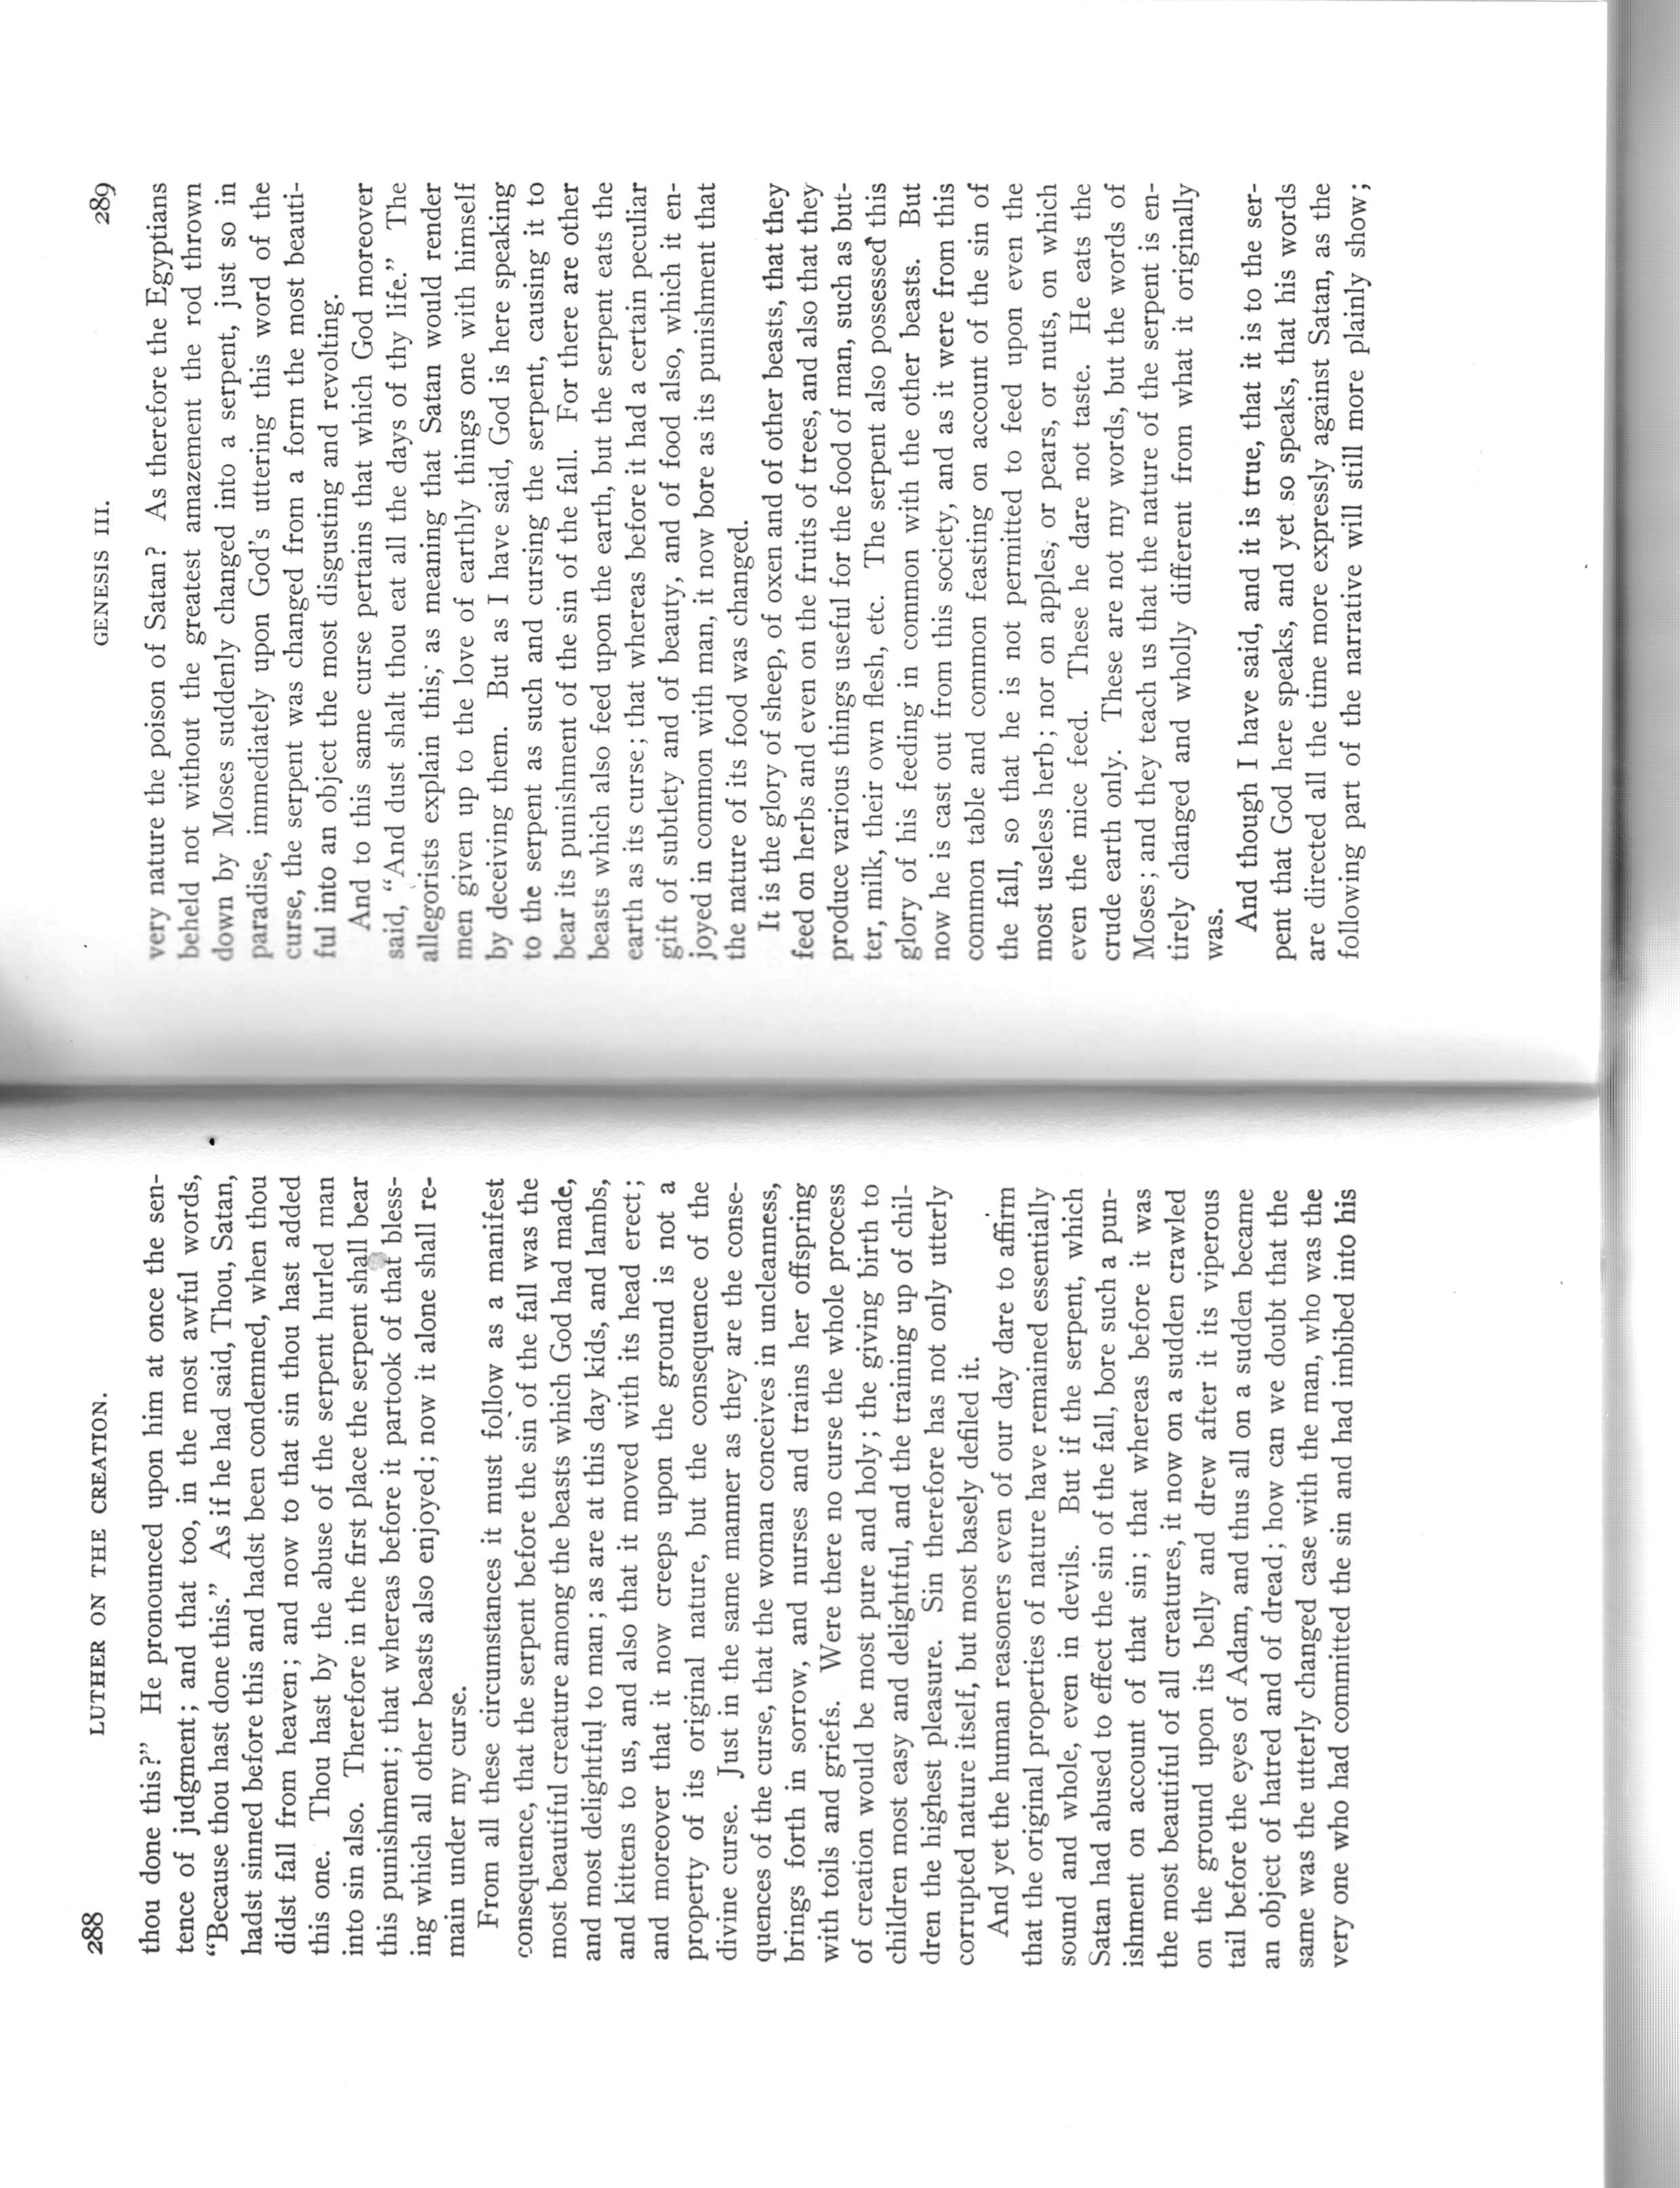 288 LUTHER ON THE CREATION.
thou done this?” He pronounced upon him at once the sen-
tence of judgment; and that too, in the most awful words,
“Because thou hast done this.” As if he had said, Thou, Satan,
hadst sinned before this and hadst been condemned, when thou
didst fall from heaven; and now to that sin thou hast added
this one. Thou hast by the abuse of the serpent hurled man
into sin also. Therefore in the first place the serpent shall bear
this punishment; that whereas before it partook of that bless-
ing which all other beasts also enjoyed; now it alone shall re-
main under my curse.
From all these circumstances it must follow as a manifest
consequence, that the serpent before the sin of the fall was the
most beautiful creature among the beasts which God had made,
and most delightful to man; as are at this day kids, and lambs,
and kittens to us, and also that it moved with its head erect;
and moreover that it now creeps upon the ground is not a
property of its original nature, but the consequence of the
divine curse. Just in the same manner as they are the conse-
quences of the curse, that the woman conceives in uncleanness,
brings forth in sorrow, and nurses and trains her offspring
with toils and griefs. Were there no curse the whole process
of creation would be most pure and holy; the giving birth to
children most easy and delightful, and the training up of chil-
dren the highest pleasure. Sin therefore has not only utterly
corrupted nature itself, but most basely defiled it.
And yet the human reasoners even of our day dare to affirm
that the original properties of nature have remained essentially
sound and whole, even in devils. But if the serpent, which
Satan had abused to effect the sin of the fall, bore such a pun-
ishment on account of that sin; that whereas before it was
the most beautiful of all creatures, it now on a sudden crawled
on the ground upon its belly and drew after it its viperous
tail before the eyes of Adam, and thus all on a sudden became
an object of hatred and of dread; how can we doubt that the
same was the utterly changed case with the man, who was the
very one who had committed the sin and had imbibed into his
GENESIS III. 289
very nature the poison of Satan? As therefore the Egyptians
beheld not without the greatest amazement the rod thrown
down by Moses suddenly changed into a serpent, just so in
paradise, immediately upon God's uttering this word of the
curse, the serpent was changed from a form the most beauti-
ful into an object the most disgusting and revolting.
And to this same curse pertains that which God moreover
said, “And dust shalt thou eat all the days of thy life.” The
allegorists explain this, as meaning that Satan would render
men given up to the love of earthly things one with himself
by deceiving them. But as I have said, God is here speaking
to the serpent as such and cursing the serpent, causing it to
bear its punishment of the sin of the fall. For there are other
beasts which also feed upon the earth, but the serpent eats the
earth as its curse; that whereas before it had a certain peculiar
gift of subtlety and of beauty, and of food also, which it en-
joyed in common with man, it now bore as its punishment that
the nature of its food was changed.
It is the glory of sheep, of oxen and of other beasts, that they
feed on herbs and even on the fruits of trees, and also that they
produce various things useful for the food of man, such as but-
ter, milk, their own flesh, etc. The serpent also possessed this
glory of his feeding in common with the other beasts. But
now he is cast out from this society, and as it were from this
common table and common feasting on account of the sin of
the fall, so that he is not permitted to feed upon even the
most useless herb; nor on apples, or pears, or nuts, on which
even the mice feed. These he dare not taste. He eats the
crude earth only. These are not my words, but the words of
Moses; and they teach us that the nature of the serpent is en-
tirely changed and wholly different from what it originally
was.
And though I have said, and it is true, that it is to the ser-
pent that God here speaks, and yet so speaks, that his words
are directed all the time more expressly against Satan, as the
following part of the narrative will still more plainly show;